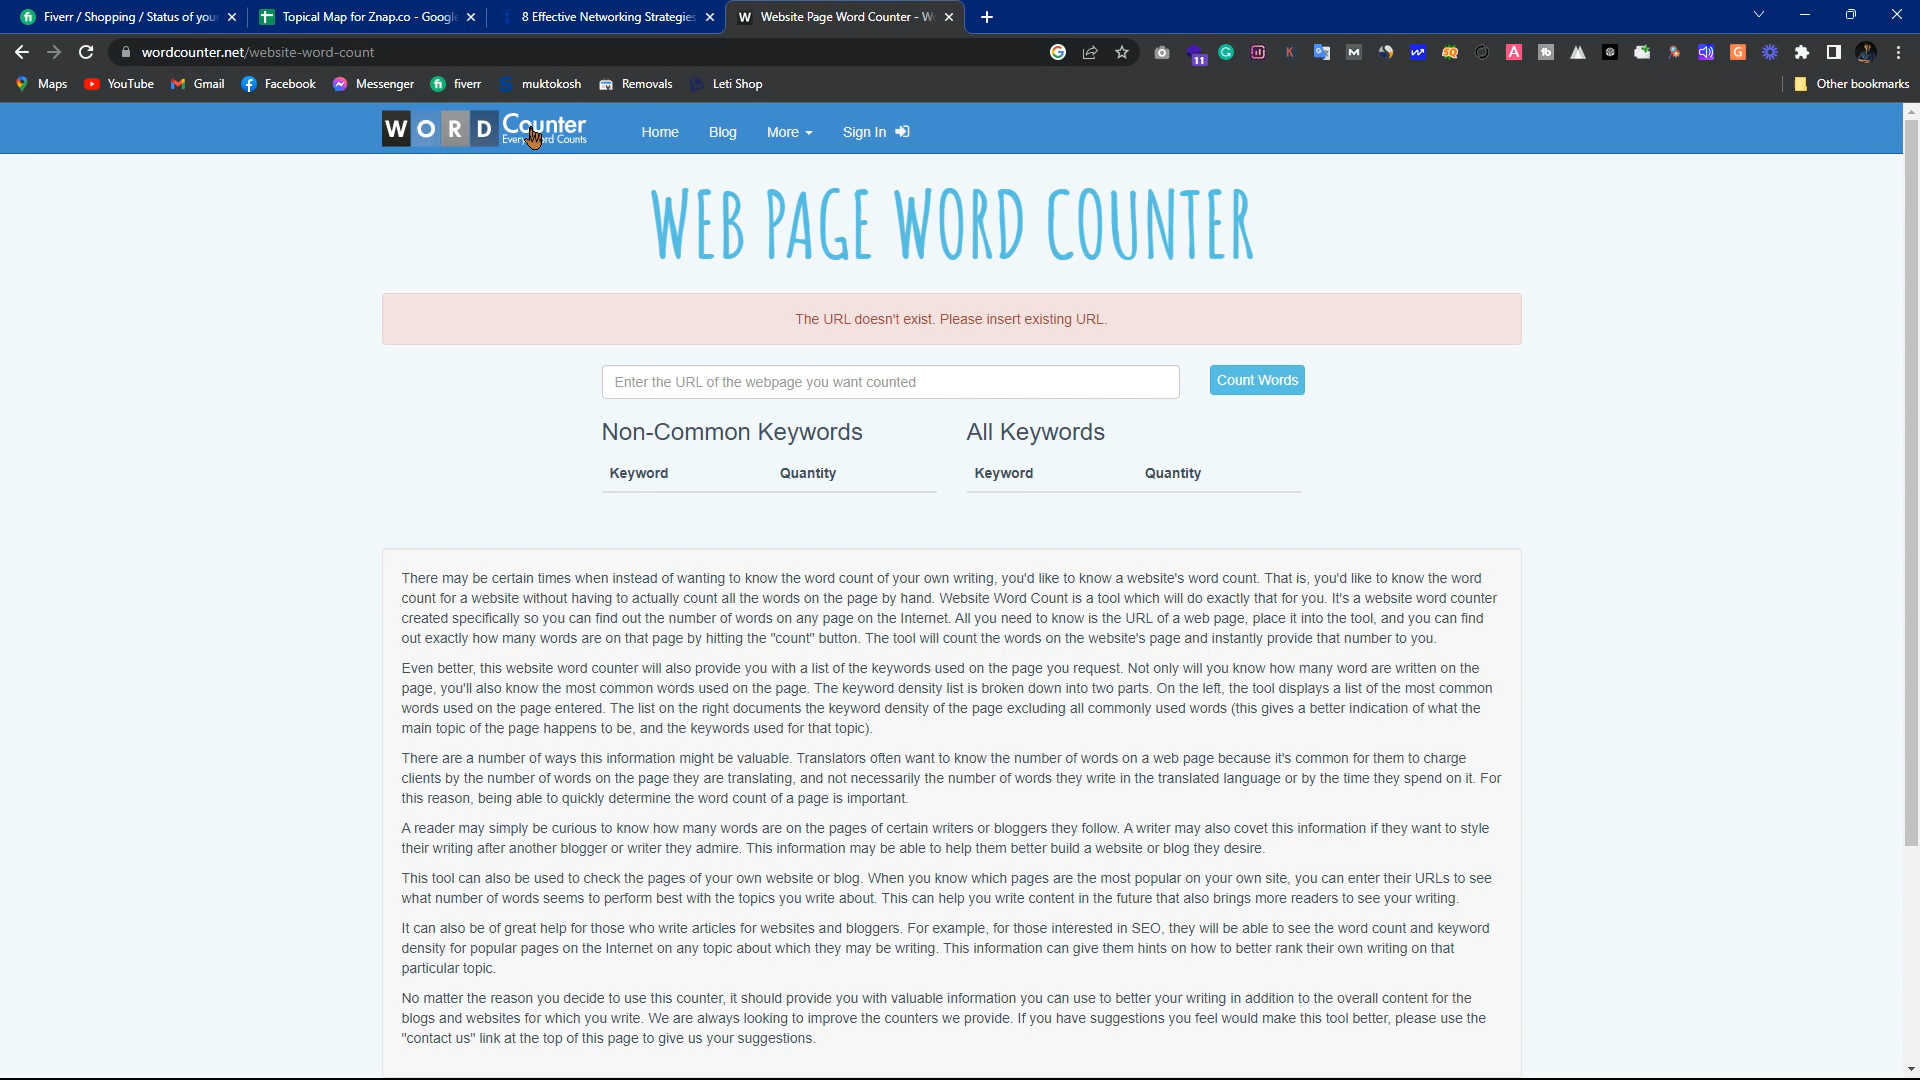 Fiverr / Shopping / Status of your
Topical Map for Znap.co - Google
8 Effective Networking Strategies
W Website Page Word Counter - W
wordcounter.net/website-word-count
11
Maps YouTube Gmail Facebook Messenger fiverr muktokosh Removals Leti Shop Other bookmarks
WORD Counter
Every Word Counts
Home Blog More Sign In
WEB PAGE WORD COUNTER
The URL doesn't exist. Please insert existing URL.
Enter the URL of the webpage you want counted Count Words
Non-Common Keywords All Keywords
Keyword Quantity Keyword Quantity
There may be certain times when instead of wanting to know the word count of your own writing, you'd like to know a website's word count. That is, you'd like to know the word
count for a website without having to actually count all the words on the page by hand. Website Word Count is a tool which will do exactly that for you. It's a website word counter
created specifically so you can find out the number of words on any page on the Internet. All you need to know is the URL of a web page, place it into the tool, and you can find
out exactly how many words are on that page by hitting the "count" button. The tool will count the words on the website's page and instantly provide that number to you.
Even better, this website word counter will also provide you with a list of the keywords used on the page you request. Not only will you know how many word are written on the
page, you'll also know the most common words used on the page. The keyword density list is broken down into two parts. On the left, the tool displays a list of the most common
words used on the page entered. The list on the right documents the keyword density of the page excluding all commonly used words (this gives a better indication of what the
main topic of the page happens to be, and the keywords used for that topic).
There are a number of ways this information might be valuable. Translators often want to know the number of words on a web page because it's common for them to charge
clients by the number of words on the page they are translating, and not necessarily the number of words they write in the translated language or by the time they spend on it. For
this reason, being able to quickly determine the word count of a page is important.
A reader may simply be curious to know how many words are on the pages of certain writers or bloggers they follow. A writer may also covet this information if they want to style
their writing after another blogger or writer they admire. This information may be able to help them better build a website or blog they desire.
This tool can also be used to check the pages of your own website or blog. When you know which pages are the most popular on your own site, you can enter their URLs to see
what number of words seems to perform best with the topics you write about. This can help you write content in the future that also brings more readers to see your writing.
It can also be of great help for those who write articles for websites and bloggers. For example, for those interested in SEO, they will be able to see the word count and keyword
density for popular pages on the Internet on any topic about which they may be writing. This information can give them hints on how to better rank their own writing on that
particular topic.
No matter the reason you decide to use this counter, it should provide you with valuable information you can use to better your writing in addition to the overall content for the
blogs and websites for which you write. We are always looking to improve the counters we provide. If you have suggestions you feel would make this tool better, please use the
"contact us" link at the top of this page to give us your suggestions.